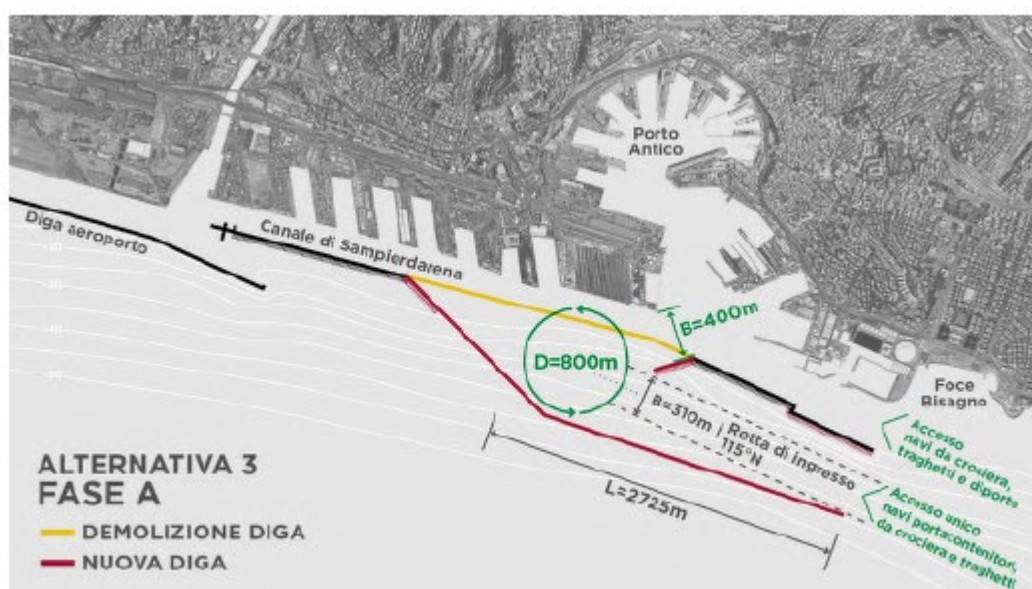 Porto
Antico
Diga aeroporto
Canale di Sampierdarena
B=400m
D=800m
B=310m
Rotta di ingresso
115°N
L=2725m
Foce
Bisagno
Accesso
navi da crociera,
traghetti e diporto
Accesso unico
navi portacontenitori,
da crociera e traghetti
ALTERNATIVA 3
FASE A
DEMOLIZIONE DIGA
NUOVA DIGA